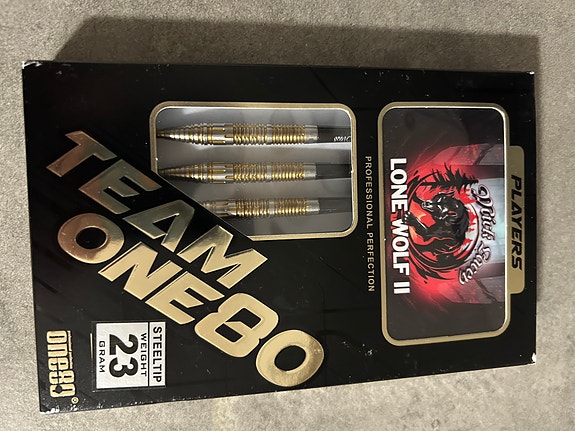 PLAYERS
LONE WOLF II
PROFESSIONAL PERFECTION
TEAM
ONE80
STEELTIP
WEIGHT
23
GRAM
ONE80®